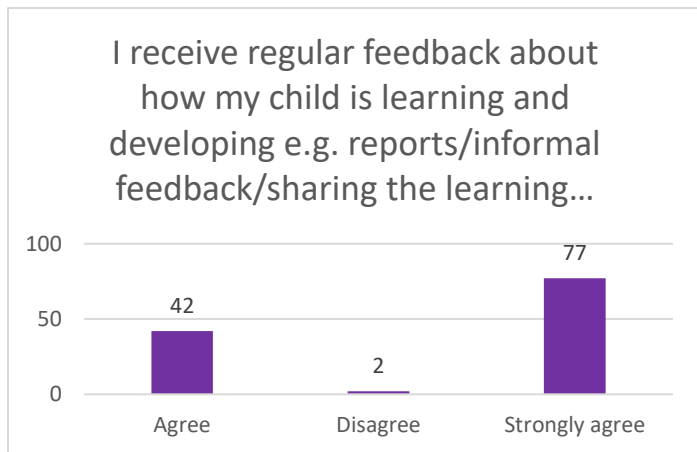 I receive regular feedback about
how my child is learning and
developing e.g. reports/informal
feedback/sharing the learning…
100
50
0
42
2
77
Agree
Disagree
Strongly agree